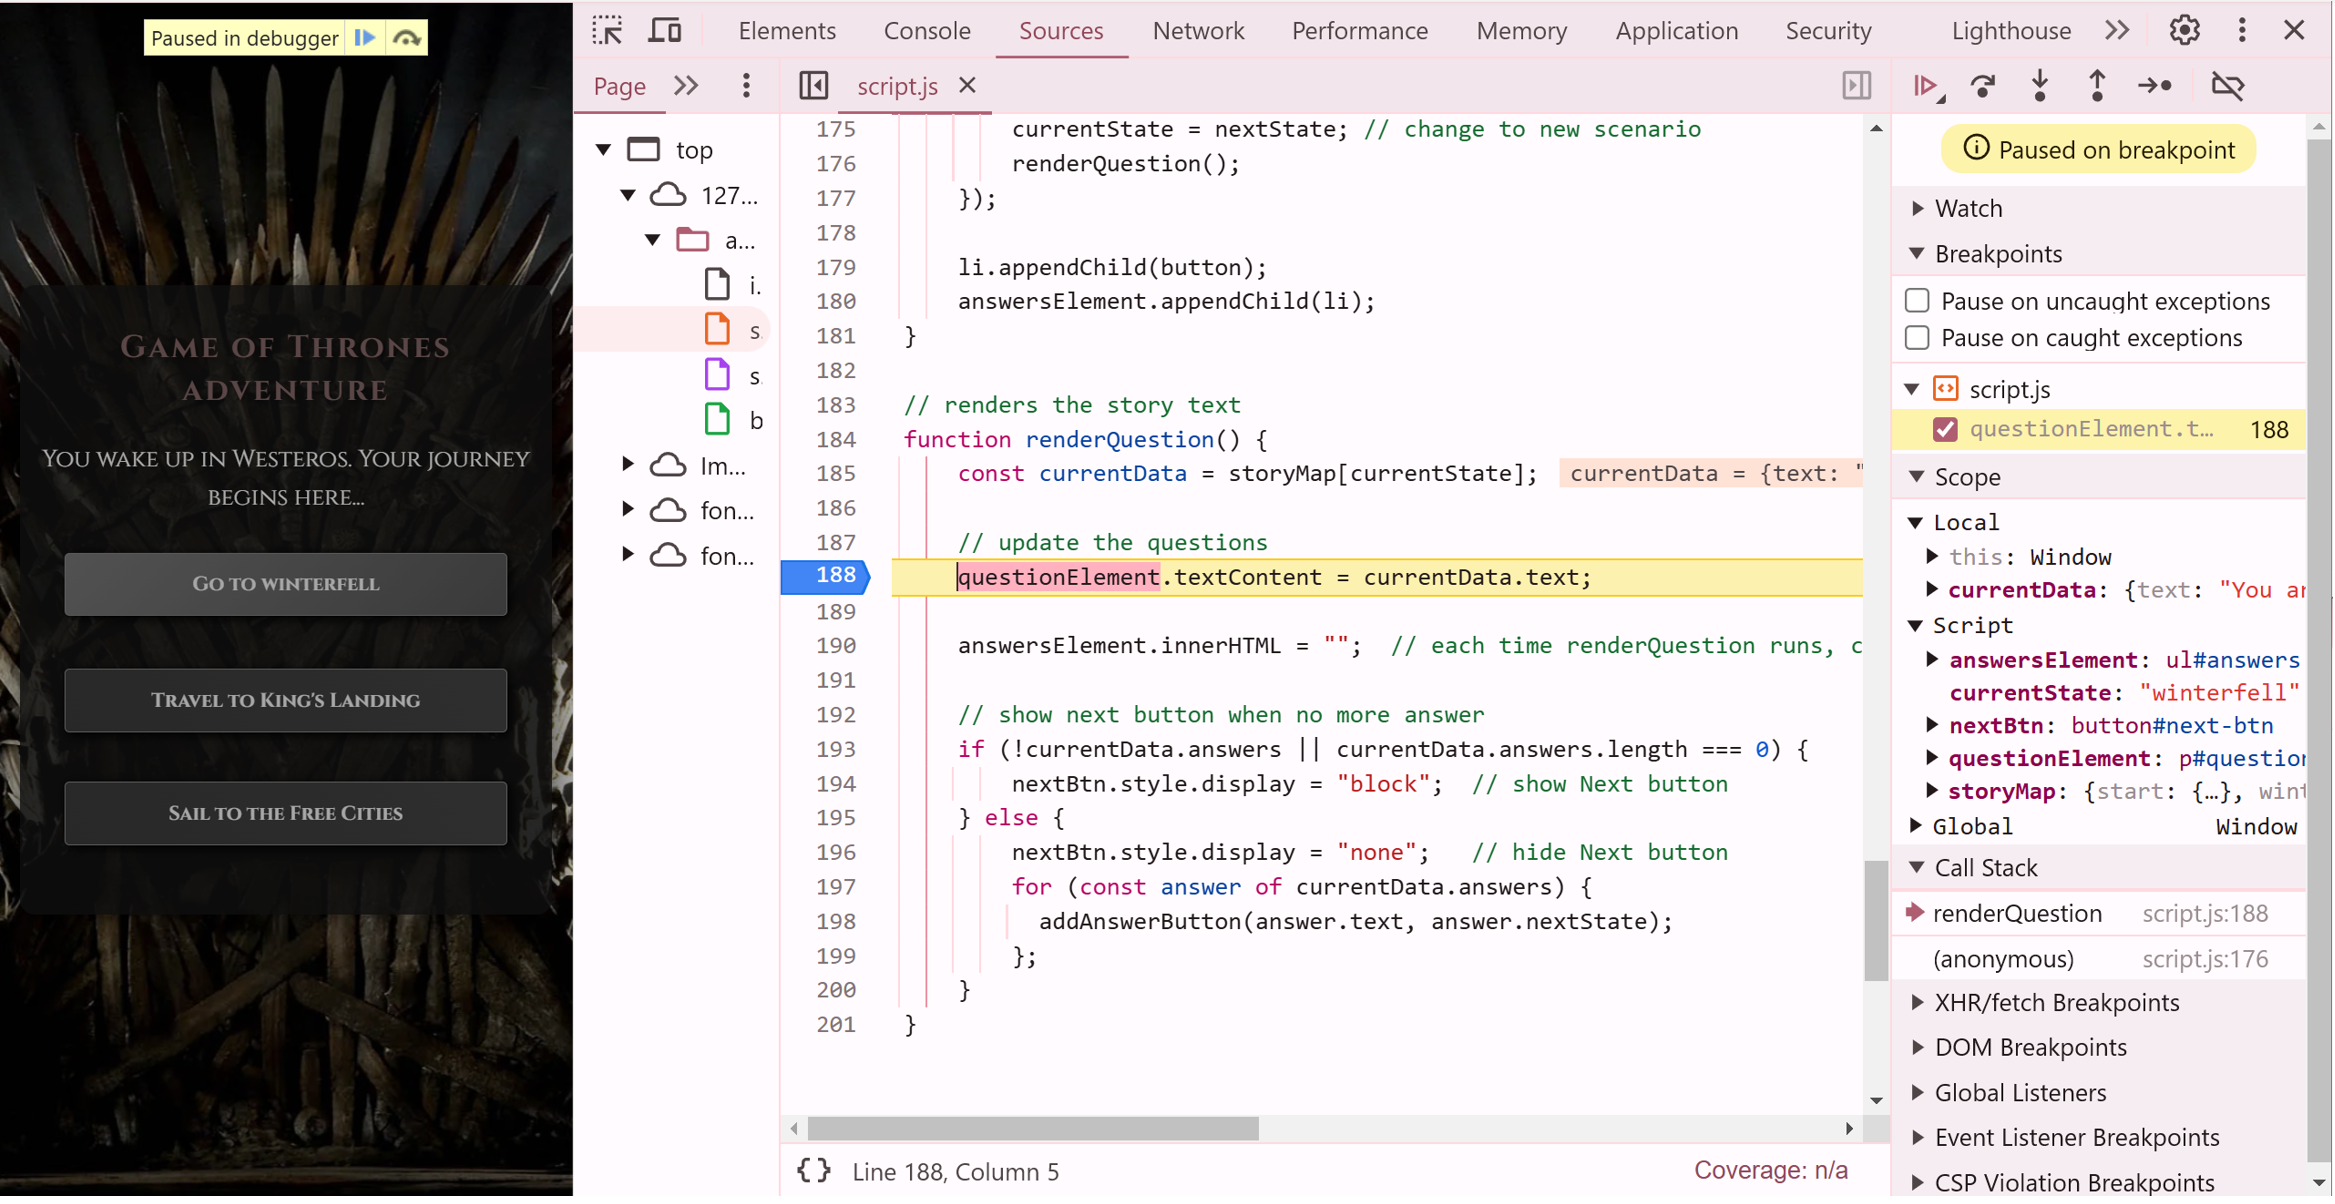 Paused in debugger
Game of Thrones
adventure
You wake up in Westeros. Your journey
begins here...
Go to winterfell
Travel to King's Landing
Sail to the Free Cities
Elements Console Sources Network Performance Memory Application Security Lighthouse
Page
top
127...
a...
i.
s.
s.
b
Im...
fon...
fon...
script.js
175 currentState = nextState; // change to new scenario
176 renderQuestion();
177 });
178
179 li.appendChild(button);
180 answersElement.appendChild(li);
181 }
182
183 // renders the story text
184 function renderQuestion() {
185 const currentData = storyMap[currentState]; currentData = {text: "
186
187 // update the questions
188 questionElement.textContent = currentData.text;
189
190 answersElement.innerHTML = ""; // each time renderQuestion runs, c
191
192 // show next button when no more answer
193 if (!currentData.answers || currentData.answers.length === 0) {
194 nextBtn.style.display = "block"; // show Next button
195 } else {
196 nextBtn.style.display = "none"; // hide Next button
197 for (const answer of currentData.answers) {
198 addAnswerButton(answer.text, answer.nextState);
199 };
200 }
201 }
{} Line 188, Column 5
Coverage: n/a
Paused on breakpoint
Watch
Breakpoints
Pause on uncaught exceptions
Pause on caught exceptions
script.js
questionElement.t... 188
Scope
Local
this: Window
currentData: {text: "You ar
Script
answersElement: ul#answers
currentState: "winterfell"
nextBtn: button#next-btn
questionElement: p#question
storyMap: {start: {…}, wint
Global Window
Call Stack
renderQuestion script.js:188
(anonymous) script.js:176
XHR/fetch Breakpoints
DOM Breakpoints
Global Listeners
Event Listener Breakpoints
CSP Violation Breakpoints